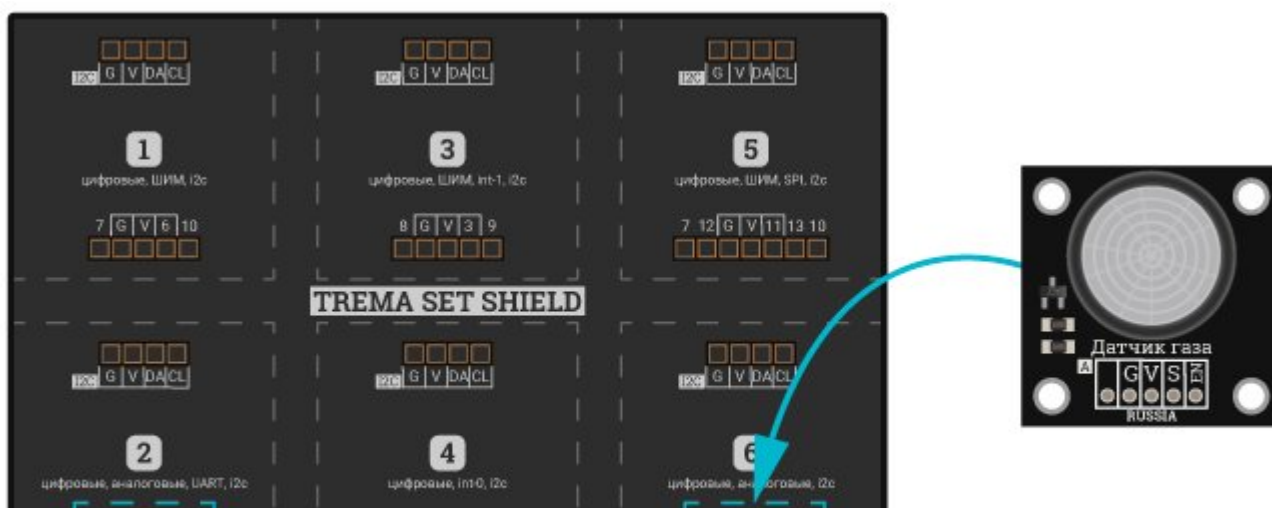 I2C G V DA CL
I2C G V DA CL
I2C G V DA CL
1
3
5
цифровые, ШИМ, i2c
цифровые, ШИМ, int-1, i2c
цифровые, ШИМ, SPI, i2c
7 G V 6 10
8 G V 3 9
7 12 G V 11 13 10
TREMA SET SHIELD
I2C G V DA CL
I2C G V DA CL
I2C G V DA CL
2
4
6
цифровые, аналоговые, UART, i2c
цифровые, int-0, i2c
цифровые, аналоговые, i2c
Датчик газа
A G V S EN
RUSSIA